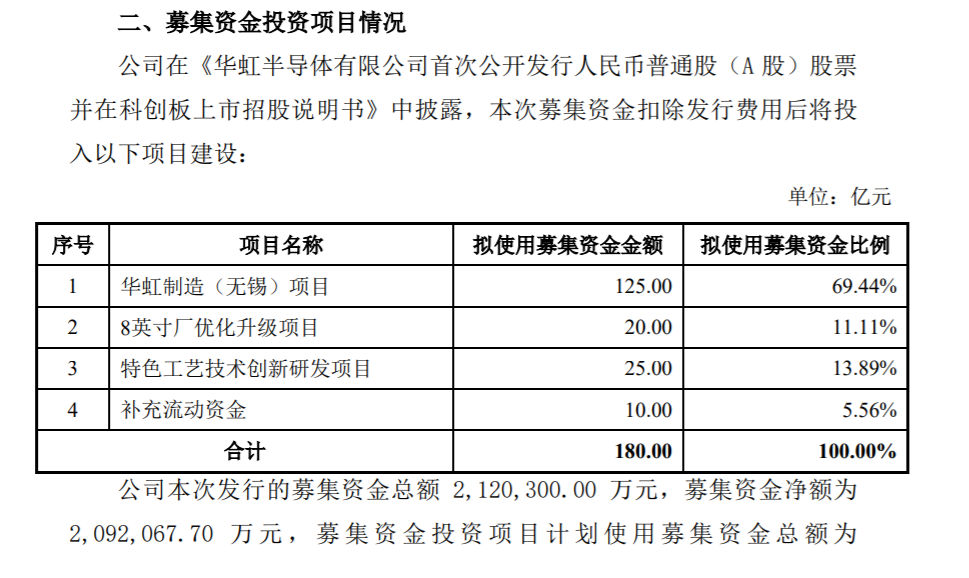 二、募集资金投资项目情况
公司在《华虹半导体有限公司首次公开发行人民币普通股（A 股）股票
并在科创板上市招股说明书》中披露，本次募集资金扣除发行费用后将投
入以下项目建设：
单位：亿元
序号 项目名称 拟使用募集资金金额 拟使用募集资金比例
1 华虹制造（无锡）项目 125.00 69.44%
2 8英寸厂优化升级项目 20.00 11.11%
3 特色工艺技术创新研发项目 25.00 13.89%
4 补充流动资金 10.00 5.56%
合计 180.00 100.00%
公司本次发行的募集资金总额 2,120,300.00 万元，募集资金净额为
2,092,067.70 万元，募集资金投资项目计划使用募集资金总额为